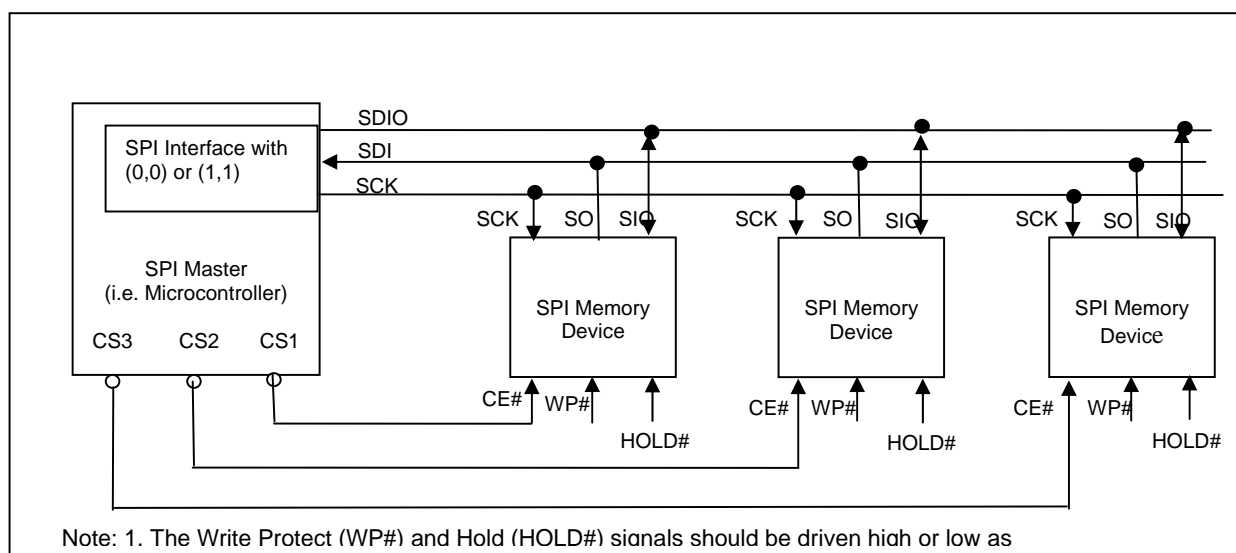 SDIO
SPI Interface with
(0,0) or (1,1)
SDI
SCK
SPI Master
(i.e. Microcontroller)
CS3 CS2 CS1
SCK SO SIO
SPI Memory
Device
CE# WP#
HOLD#
SCK SO SIO
SPI Memory
Device
CE# WP#
HOLD#
SCK SO SIO
SPI Memory
Device
CE# WP#
HOLD#
Note: 1. The Write Protect (WP#) and Hold (HOLD#) signals should be driven high or low as